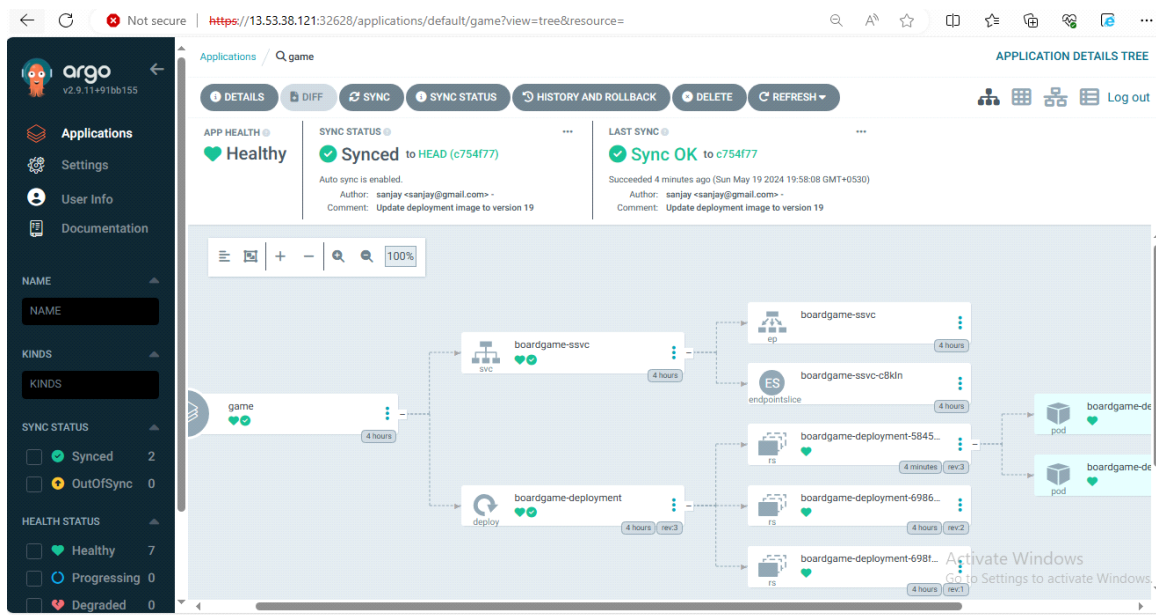 Not secure | https://13.53.38.121:32628/applications/default/game?view=tree&resource=
argo
v2.9.11+91bb155
Applications
Settings
User Info
Documentation
NAME
NAME
KINDS
KINDS
SYNC STATUS
Synced 2
OutOfSync 0
HEALTH STATUS
Healthy 7
Progressing 0
Degraded 0
Applications / game
APPLICATION DETAILS TREE
DETAILS DIFF SYNC SYNC STATUS HISTORY AND ROLLBACK DELETE REFRESH
Log out
APP HEALTH
Healthy
SYNC STATUS
Synced to HEAD (c754f77)
Auto sync is enabled.
Author: sanjay <sanjay@gmail.com> -
Comment: Update deployment image to version 19
LAST SYNC
Sync OK to c754f77
Succeeded 4 minutes ago (Sun May 19 2024 19:58:08 GMT+0530)
Author: sanjay <sanjay@gmail.com> -
Comment: Update deployment image to version 19
100%
game
4 hours
boardgame-ssvc
svc
4 hours
boardgame-deployment
deploy
4 hours rev:3
boardgame-ssvc
ep
4 hours
ES
boardgame-ssvc-c8kln
endpointslice
4 hours
boardgame-deployment-5845...
rs
4 minutes rev:3
boardgame-deployment-6986...
rs
4 hours rev:2
boardgame-deployment-698f...
rs
4 hours rev:1
boardgame-de
pod
boardgame-de
pod
Activate Windows
Go to Settings to activate Windows.